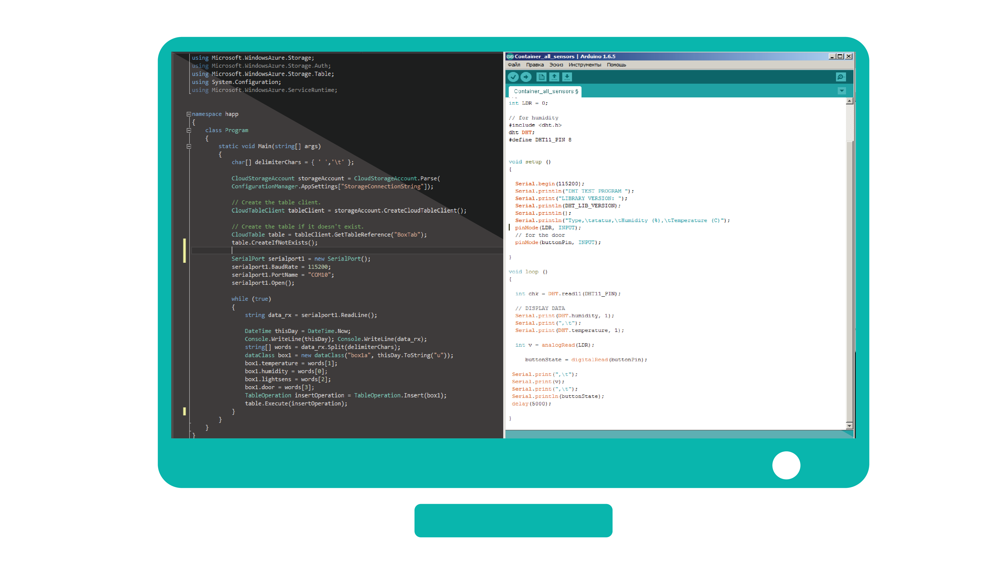 using Microsoft.WindowsAzure.Storage;
using Microsoft.WindowsAzure.Storage.Auth;
using Microsoft.WindowsAzure.Storage.Table;
using System.Configuration;
using Microsoft.WindowsAzure.ServiceRuntime;
namespace happ
{
class Program
{
static void Main(string[] args)
{
char[] delimiterChars = { ' ','\t' };
CloudStorageAccount storageAccount = CloudStorageAccount.Parse(
ConfigurationManager.AppSettings["StorageConnectionString"]);
// Create the table client.
CloudTableClient tableClient = storageAccount.CreateCloudTableClient();
// Create the table if it doesn't exist.
CloudTable table = tableClient.GetTableReference("BoxTab");
table.CreateIfNotExists();
SerialPort serialport1 = new SerialPort();
serialport1.BaudRate = 115200;
serialport1.PortName = "COM10";
serialport1.Open();
while (true)
{
string data_rx = serialport1.ReadLine();
DateTime thisDay = DateTime.Now;
Console.WriteLine(thisDay); Console.WriteLine(data_rx);
string[] words = data_rx.Split(delimiterChars);
dataClass box1 = new dataClass("box1a", thisDay.ToString("u"));
box1.temperature = words[1];
box1.humidity = words[0];
box1.lightsens = words[2];
box1.door = words[3];
TableOperation insertOperation = TableOperation.Insert(box1);
table.Execute(insertOperation);
}
}
}
}
Container_all_sensors | Arduino 1.6.5
Файл Правка Эскиз Инструменты Помощь
Container_all_sensors §
int LDR = 0;
// for humidity
#include <dht.h>
dht DHT;
#define DHT11_PIN 8
void setup ()
{
Serial.begin(115200);
Serial.println("DHT TEST PROGRAM ");
Serial.print("LIBRARY VERSION: ");
Serial.println(DHT_LIB_VERSION);
Serial.println();
Serial.println("Type,\tstatus,\tHumidity (%),\tTemperature (C)");
pinMode(LDR, INPUT);
// for the door
pinMode(buttonPin, INPUT);
}
void loop ()
{
int chk = DHT.read11(DHT11_PIN);
// DISPLAY DATA
Serial.print(DHT.humidity, 1);
Serial.print(",\t");
Serial.print(DHT.temperature, 1);
int v = analogRead(LDR);
buttonState = digitalRead(buttonPin);
Serial.print(",\t");
Serial.print(v);
Serial.print(",\t");
Serial.println(buttonState);
delay(5000);
}